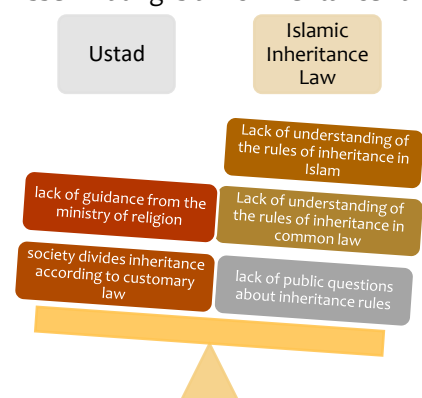 Ustad
Islamic
Inheritance
Law
Lack of understanding of
the rules of inheritance in
Islam
lack of guidance from the
ministry of religion
Lack of understanding of
the rules of inheritance in
common law
society divides inheritance
according to customary
law
lack of public questions
about inheritance rules